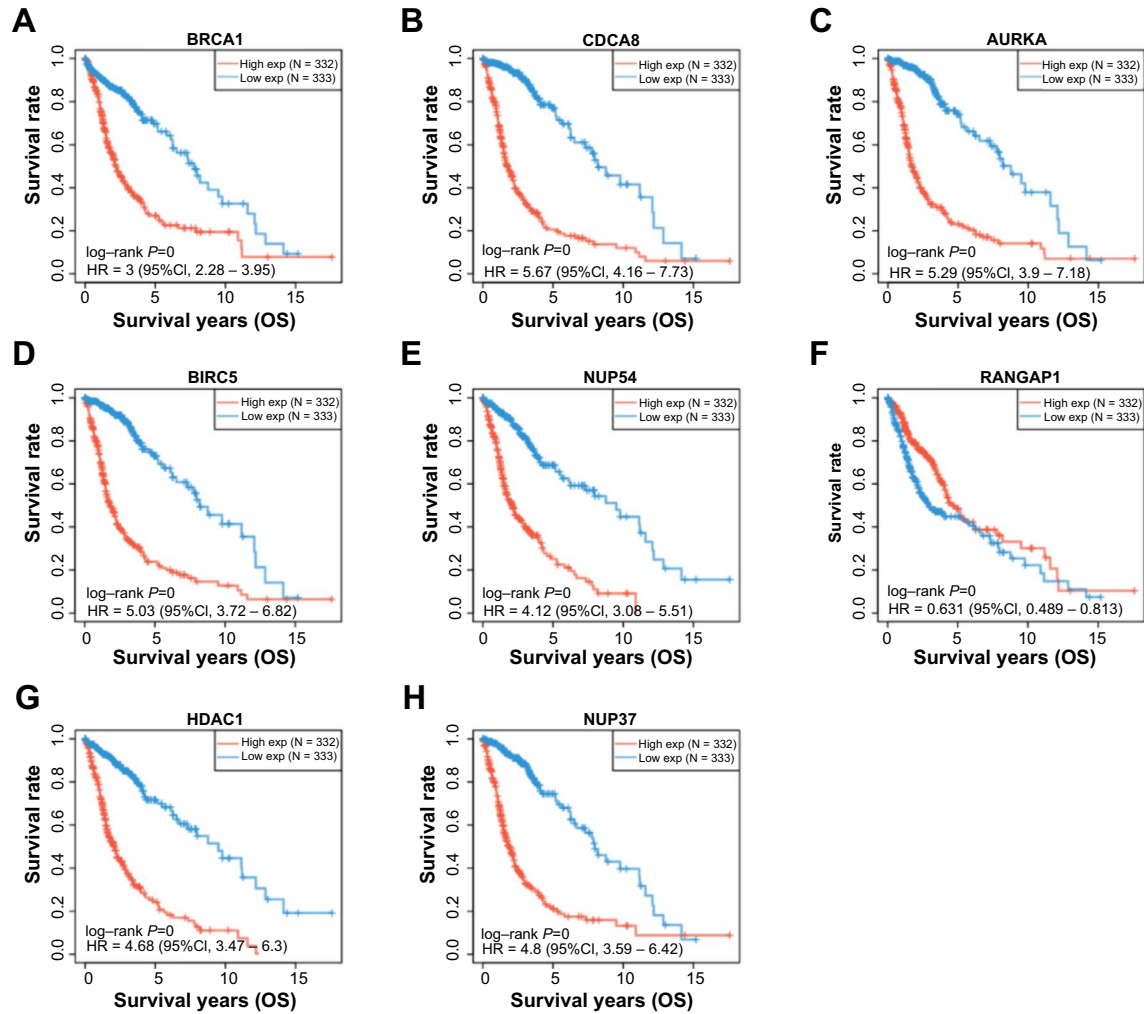 A
BRCA1
High exp (N = 332)
Low exp (N = 333)
Survival rate
1.0
0.8
0.6
0.4
0.2
0.0
log–rank P=0
HR = 3 (95%CI, 2.28 – 3.95)
0 5 10 15
Survival years (OS)
B
CDCA8
High exp (N = 332)
Low exp (N = 333)
Survival rate
1.0
0.8
0.6
0.4
0.2
0.0
log–rank P=0
HR = 5.67 (95%CI, 4.16 – 7.73)
0 5 10 15
Survival years (OS)
C
AURKA
High exp (N = 332)
Low exp (N = 333)
Survival rate
1.0
0.8
0.6
0.4
0.2
0.0
log–rank P=0
HR = 5.29 (95%CI, 3.9 – 7.18)
0 5 10 15
Survival years (OS)
D
BIRC5
High exp (N = 332)
Low exp (N = 333)
Survival rate
1.0
0.8
0.6
0.4
0.2
0.0
log–rank P=0
HR = 5.03 (95%CI, 3.72 – 6.82)
0 5 10 15
Survival years (OS)
E
NUP54
High exp (N = 332)
Low exp (N = 333)
Survival rate
1.0
0.8
0.6
0.4
0.2
0.0
log–rank P=0
HR = 4.12 (95%CI, 3.08 – 5.51)
0 5 10 15
Survival years (OS)
F
RANGAP1
High exp (N = 332)
Low exp (N = 333)
Survival rate
1.0
0.8
0.6
0.4
0.2
0.0
log–rank P=0
HR = 0.631 (95%CI, 0.489 – 0.813)
0 5 10 15
Survival years (OS)
G
HDAC1
High exp (N = 332)
Low exp (N = 333)
Survival rate
1.0
0.8
0.6
0.4
0.2
0.0
log–rank P=0
HR = 4.68 (95%CI, 3.47 – 6.3)
0 5 10 15
Survival years (OS)
H
NUP37
High exp (N = 332)
Low exp (N = 333)
Survival rate
1.0
0.8
0.6
0.4
0.2
0.0
log–rank P=0
HR = 4.8 (95%CI, 3.59 – 6.42)
0 5 10 15
Survival years (OS)